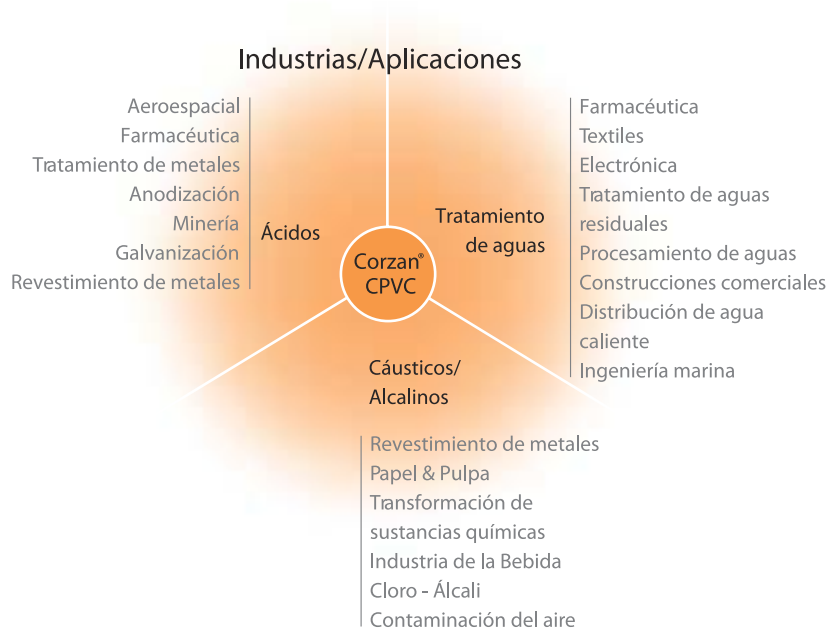 Industrias/Aplicaciones
Aeroespacial
Farmacéutica
Tratamiento de metales
Anodización
Minería
Galvanización
Revestimiento de metales
Ácidos
Corzan®
CPVC
Tratamiento
de aguas
Farmacéutica
Textiles
Electrónica
Tratamiento de aguas
residuales
Procesamiento de aguas
Construcciones comerciales
Distribución de agua
caliente
Ingeniería marina
Cáusticos/
Alcalinos
Revestimiento de metales
Papel & Pulpa
Transformación de
sustancias químicas
Industria de la Bebida
Cloro - Álcali
Contaminación del aire